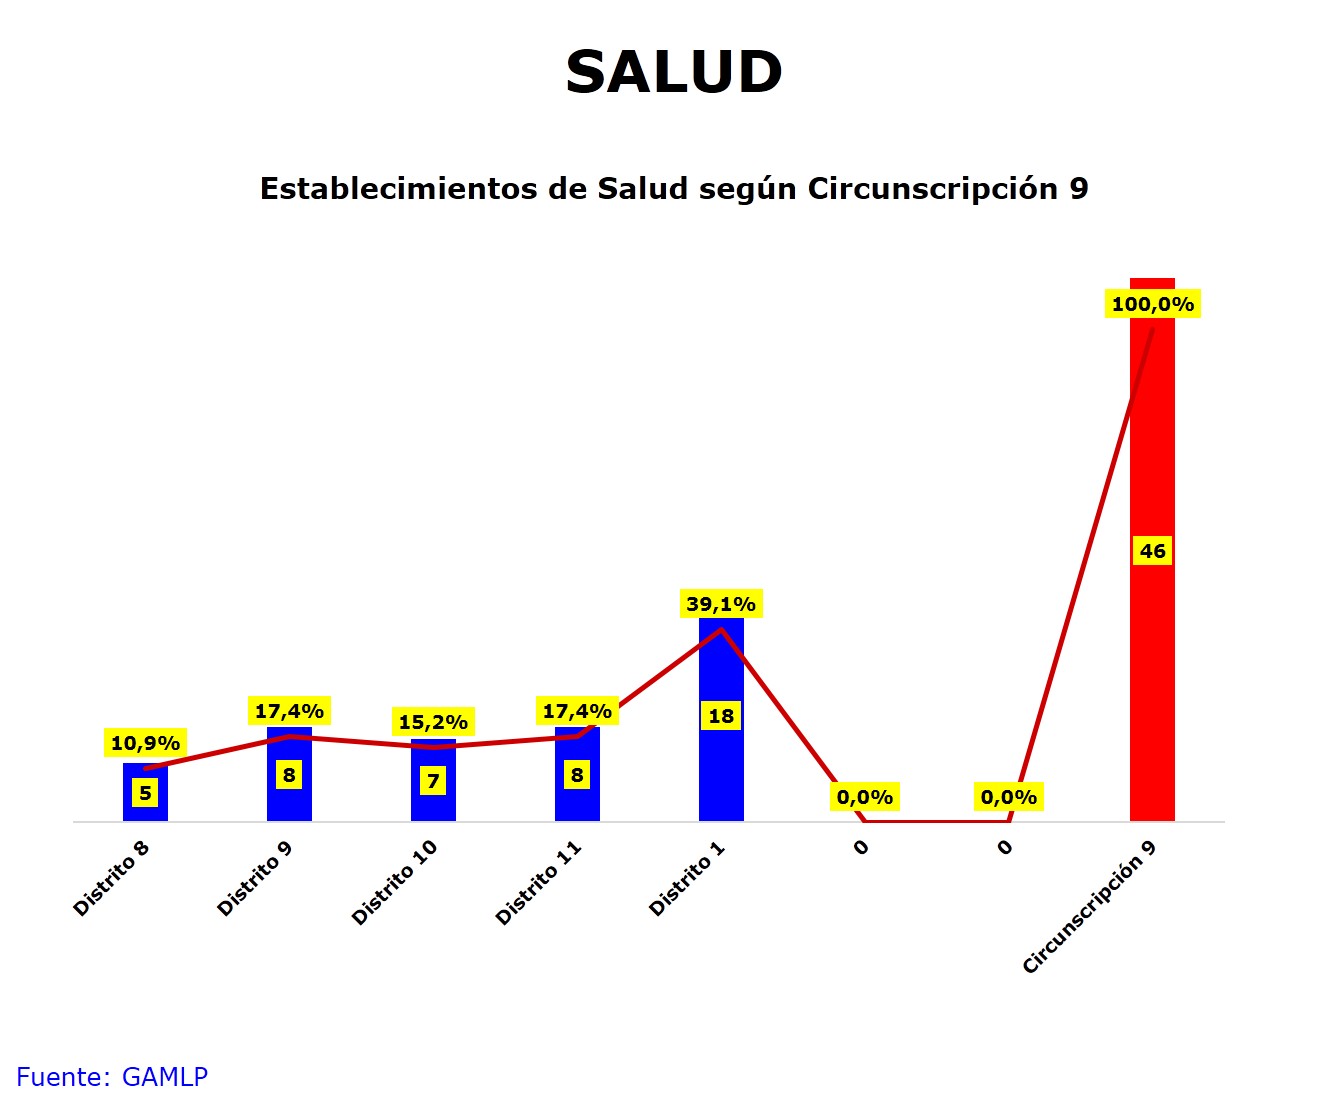 SALUD
Establecimientos de Salud según Circunscripción 9
100,0%
46
39,1%
18
10,9%
17,4%
15,2%
17,4%
5
8
7
8
0,0%
0,0%
Distrito 8
Distrito 9
Distrito 10
Distrito 11
Distrito 1
0
0
Circunscripción 9
Fuente: GAMLP